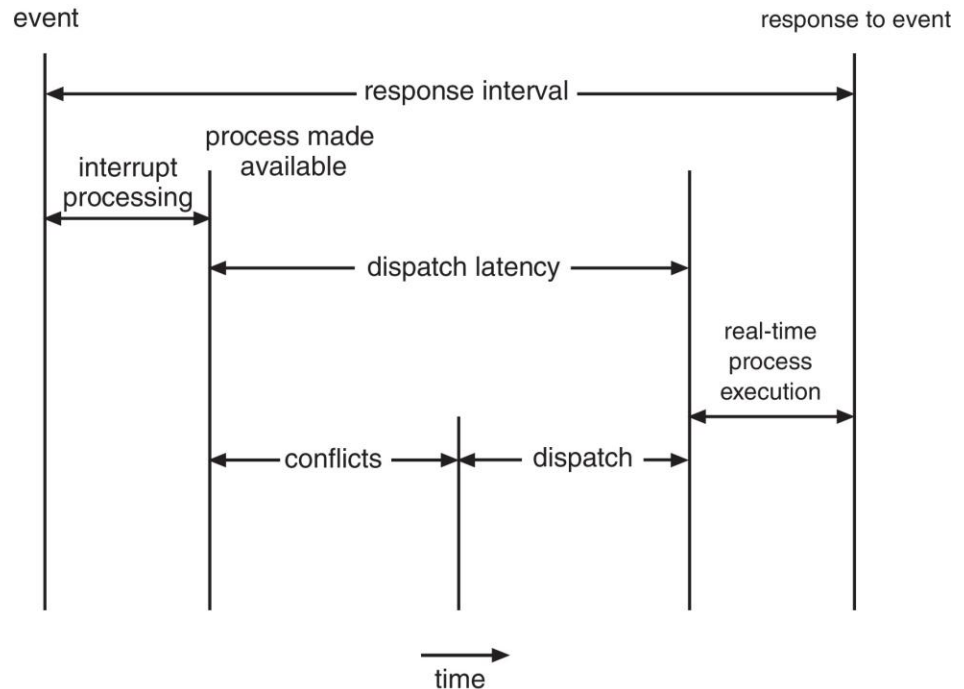 event
response to event
response interval
process made
available
interrupt
processing
dispatch latency
real-time
process
execution
conflicts
dispatch
time